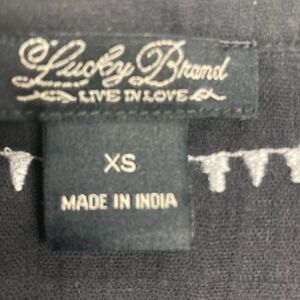 Lucky Brand
LIVE IN LOVE
XS
MADE IN INDIA